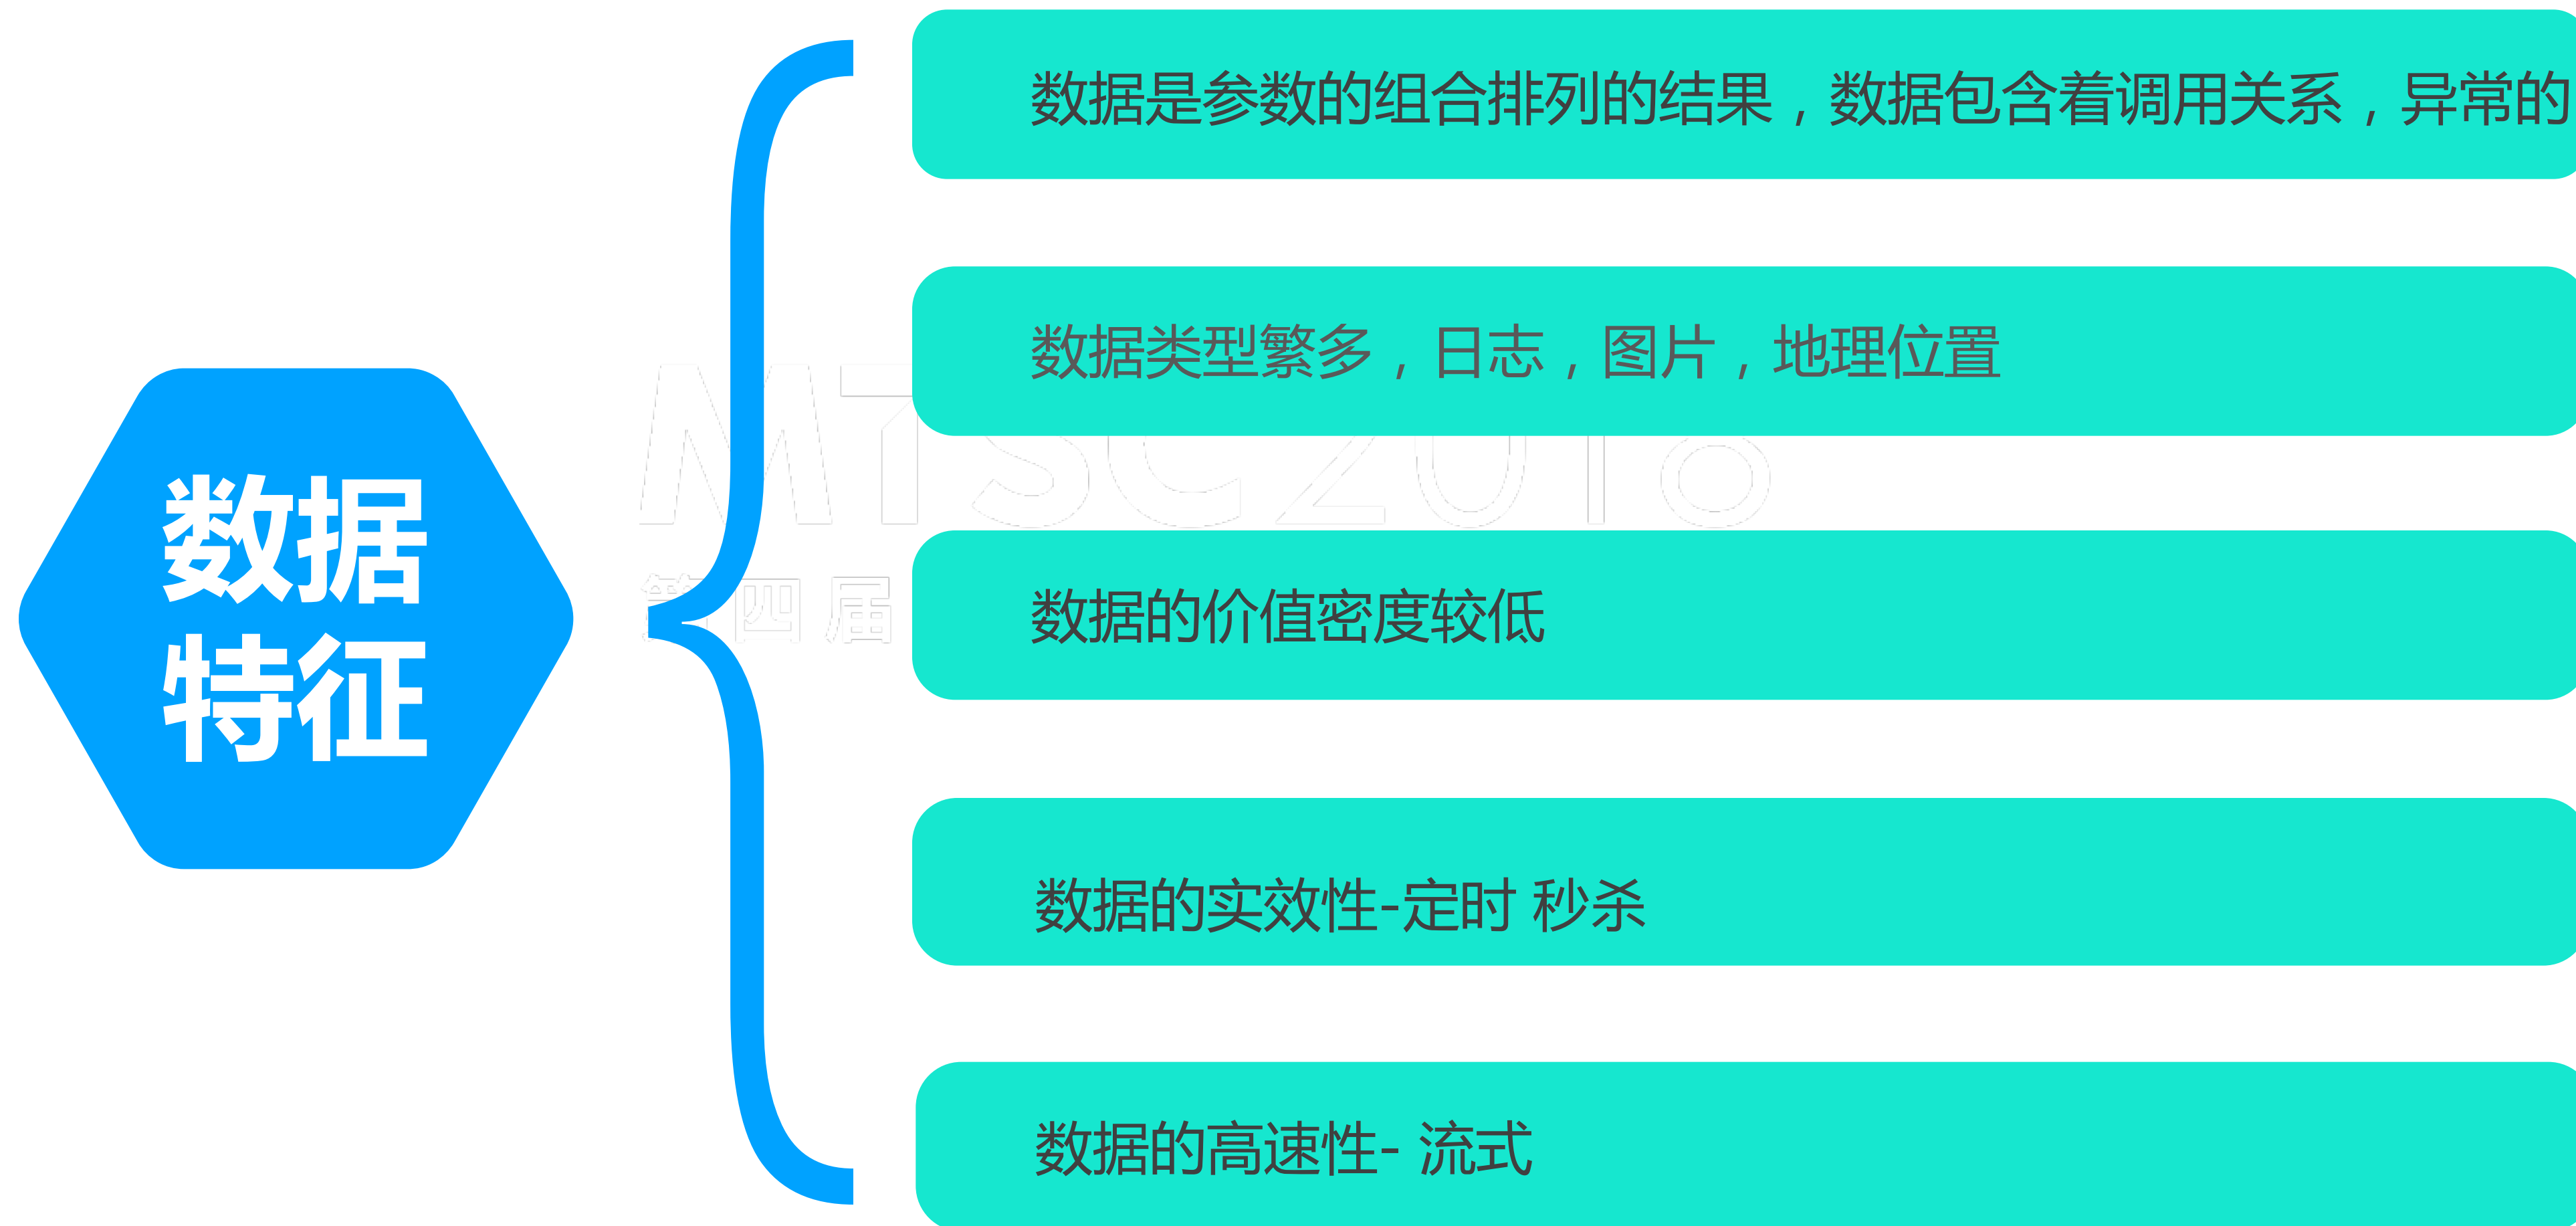 数据是参数的组合排列的结果，数据包含着调用关系，异常的
数据类型繁多，日志，图片，地理位置
MTSC2018
数据
特征
第四届
数据的价值密度较低
数据的实效性-定时 秒杀
数据的高速性- 流式